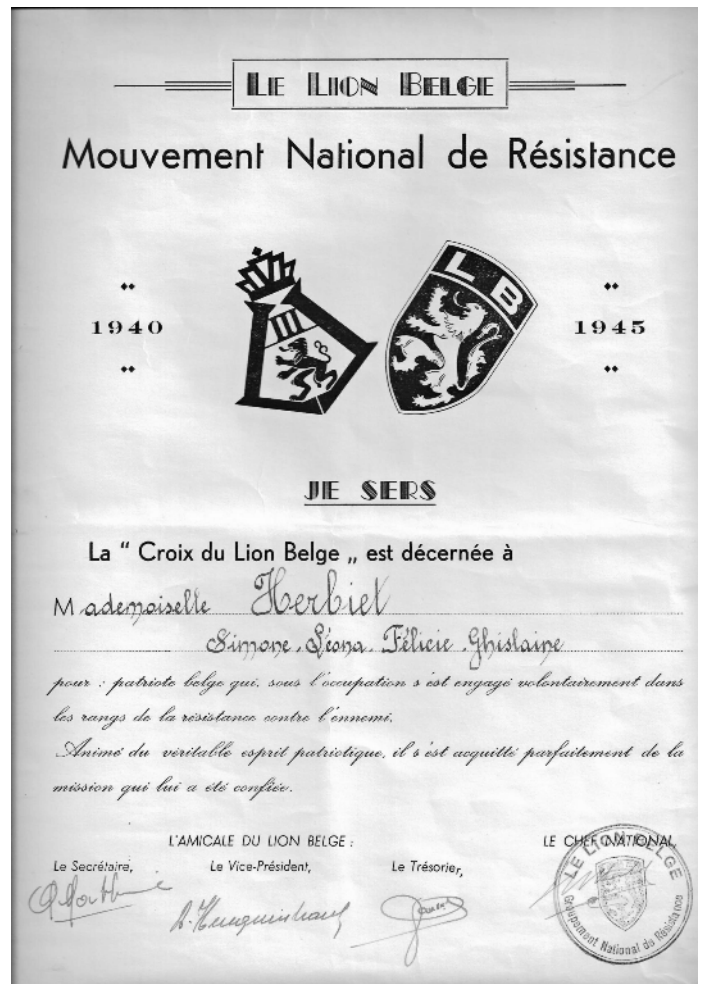 LE LION BELGE
Mouvement National de Résistance
L B
1940
1945
JE SERS
La “ Croix du Lion Belge „ est décernée à
Mademoiselle Herbiet
Simone. Léona. Félicie. Ghislaine
pour : patriote belge qui, sous l'occupation s'est engagé volontairement dans
les rangs de la résistance contre l'ennemi.
Animé du véritable esprit patriotique, il s'est acquitté parfaitement de la
mission qui lui a été confiée.
L'AMICALE DU LION BELGE :
LE CHEF NATIONAL,
Le Secrétaire,
Le Vice-Président,
Le Trésorier,
LE LION BELGE
Groupement National de Résistance